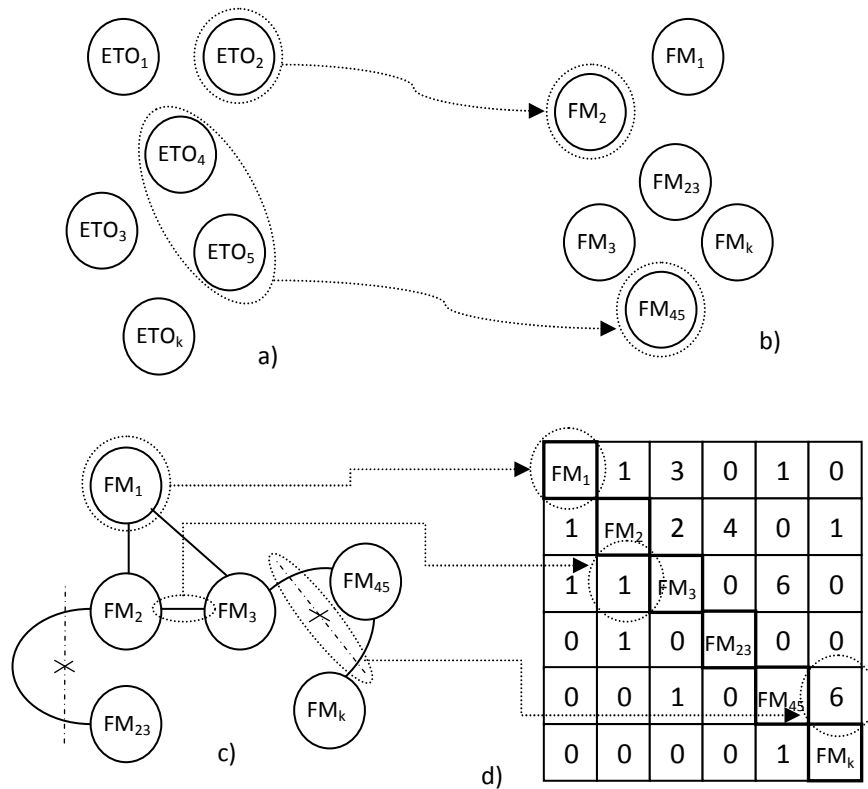 ETO1
ETO2
ETO4
ETO3
ETO5
ETOk
a)
FM1
FM2
FM23
FM3
FMk
FM45
b)
FM1
FM2
FM3
FM45
FM23
FMk
c)
FM1 1 3 0 1 0
1 FM2 2 4 0 1
1 1 FM3 0 6 0
0 1 0 FM23 0 0
0 0 1 0 FM45 6
0 0 0 0 1 FMk
d)